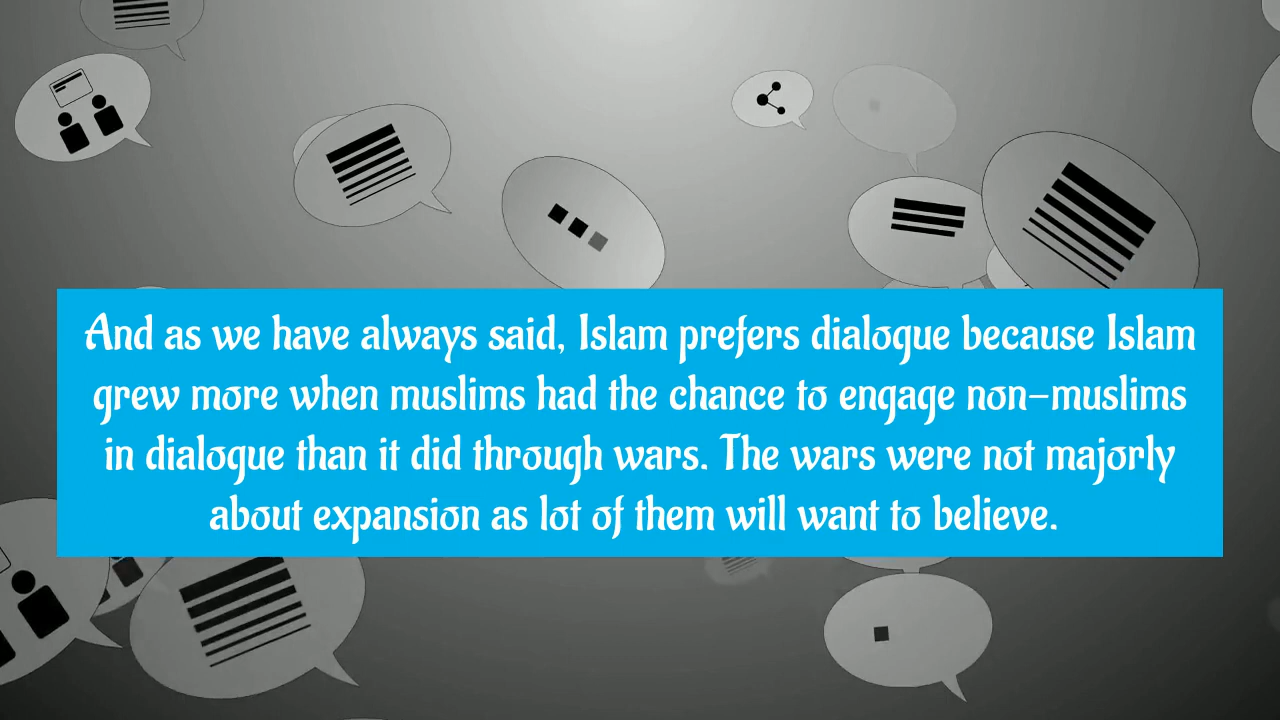 And as we have always said, Islam prefers dialogue because Islam
grew more when muslims had the chance to engage non-muslims
in dialogue than it did through wars. The wars were not majorly
about expansion as lot of them will want to believe.